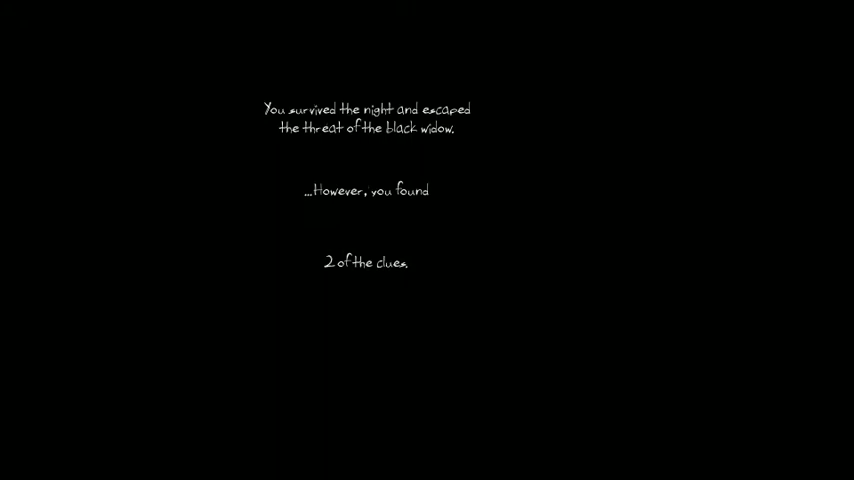 You survived the night and escaped
the threat of the black widow.
...However, you found
2 of the clues.